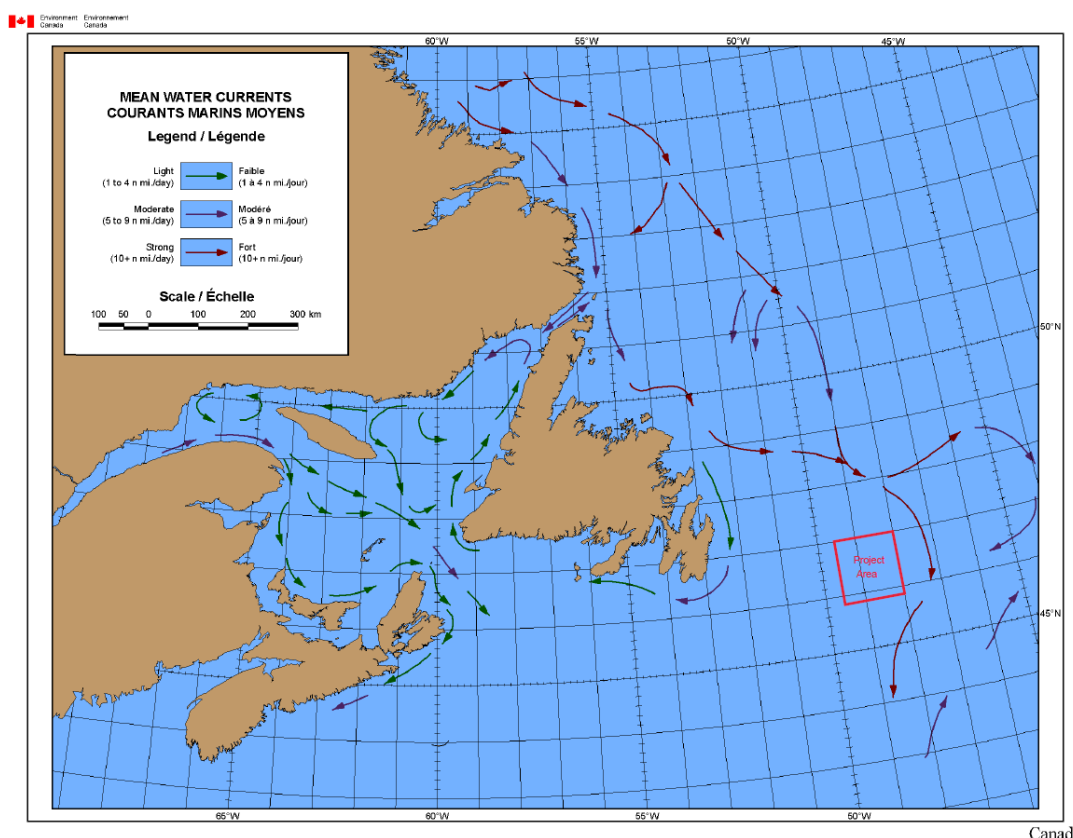 Environment Environnement
Canada Canada
60°W 55°W 50°W 45°W
MEAN WATER CURRENTS
COURANTS MARINS MOYENS
Legend / Légende
Light Faible
(1 to 4 n mi./day) (1 à 4 n mi./jour)
Moderate Modéré
(5 to 9 n mi./day) (5 à 9 n mi./jour)
Strong Fort
(10+ n mi./day) (10+ n mi./jour)
Scale / Échelle
100 50 0 100 200 300 km
50°N
Project
Area
45°N
65°W 60°W 55°W 50°W
Canad